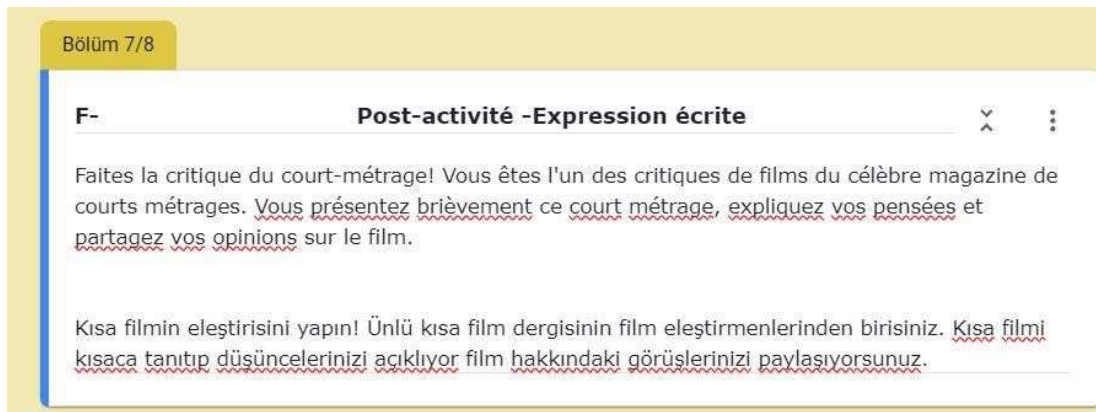 Bölüm 7/8
F- Post-activité -Expression écrite
Faites la critique du court-métrage! Vous êtes l'un des critiques de films du célèbre magazine de
courts métrages. Vous présentez brièvement ce court métrage, expliquez vos pensées et
partagez vos opinions sur le film.
Kısa filmin eleştirisini yapın! Ünlü kısa film dergisinin film eleştirmenlerinden birisiniz. Kısa filmi
kısaca tanıtıp düşüncelerinizi açıklıyor film hakkındaki görüşlerinizi paylaşıyorsunuz.